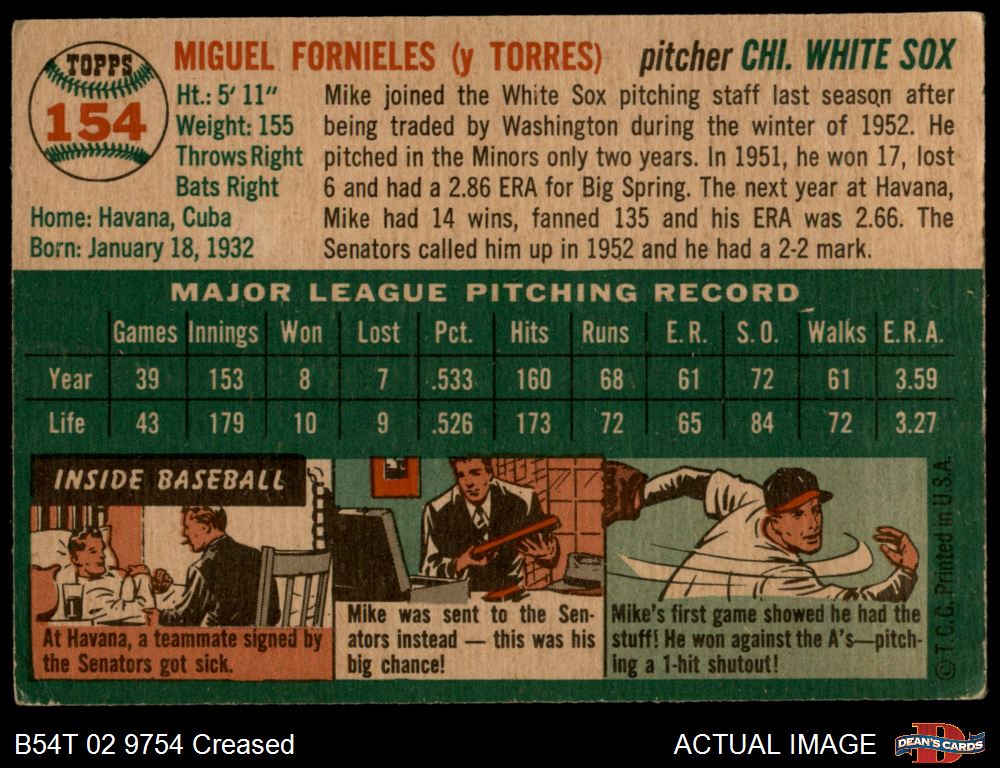 TOPPS
154
MIGUEL FORNIELES (y TORRES) pitcher CHI. WHITE SOX
Ht.: 5' 11"
Weight: 155
Throws Right
Bats Right
Home: Havana, Cuba
Born: January 18, 1932
Mike joined the White Sox pitching staff last season after
being traded by Washington during the winter of 1952. He
pitched in the Minors only two years. In 1951, he won 17, lost
6 and had a 2.86 ERA for Big Spring. The next year at Havana,
Mike had 14 wins, fanned 135 and his ERA was 2.66. The
Senators called him up in 1952 and he had a 2-2 mark.
MAJOR LEAGUE PITCHING RECORD
Games Innings Won Lost Pct. Hits Runs E.R. S.O. Walks E.R.A.
Year 39 153 8 7 .533 160 68 61 72 61 3.59
Life 43 179 10 9 .526 173 72 65 84 72 3.27
INSIDE BASEBALL
At Havana, a teammate signed by
the Senators got sick.
Mike was sent to the Sen-
ators instead — this was his
big chance!
Mike's first game showed he had the
stuff! He won against the A's—pitch-
ing a 1-hit shutout!
© T.C.G. Printed in U.S.A.
B54T 02 9754 Creased
ACTUAL IMAGE
DEAN'S CARDS